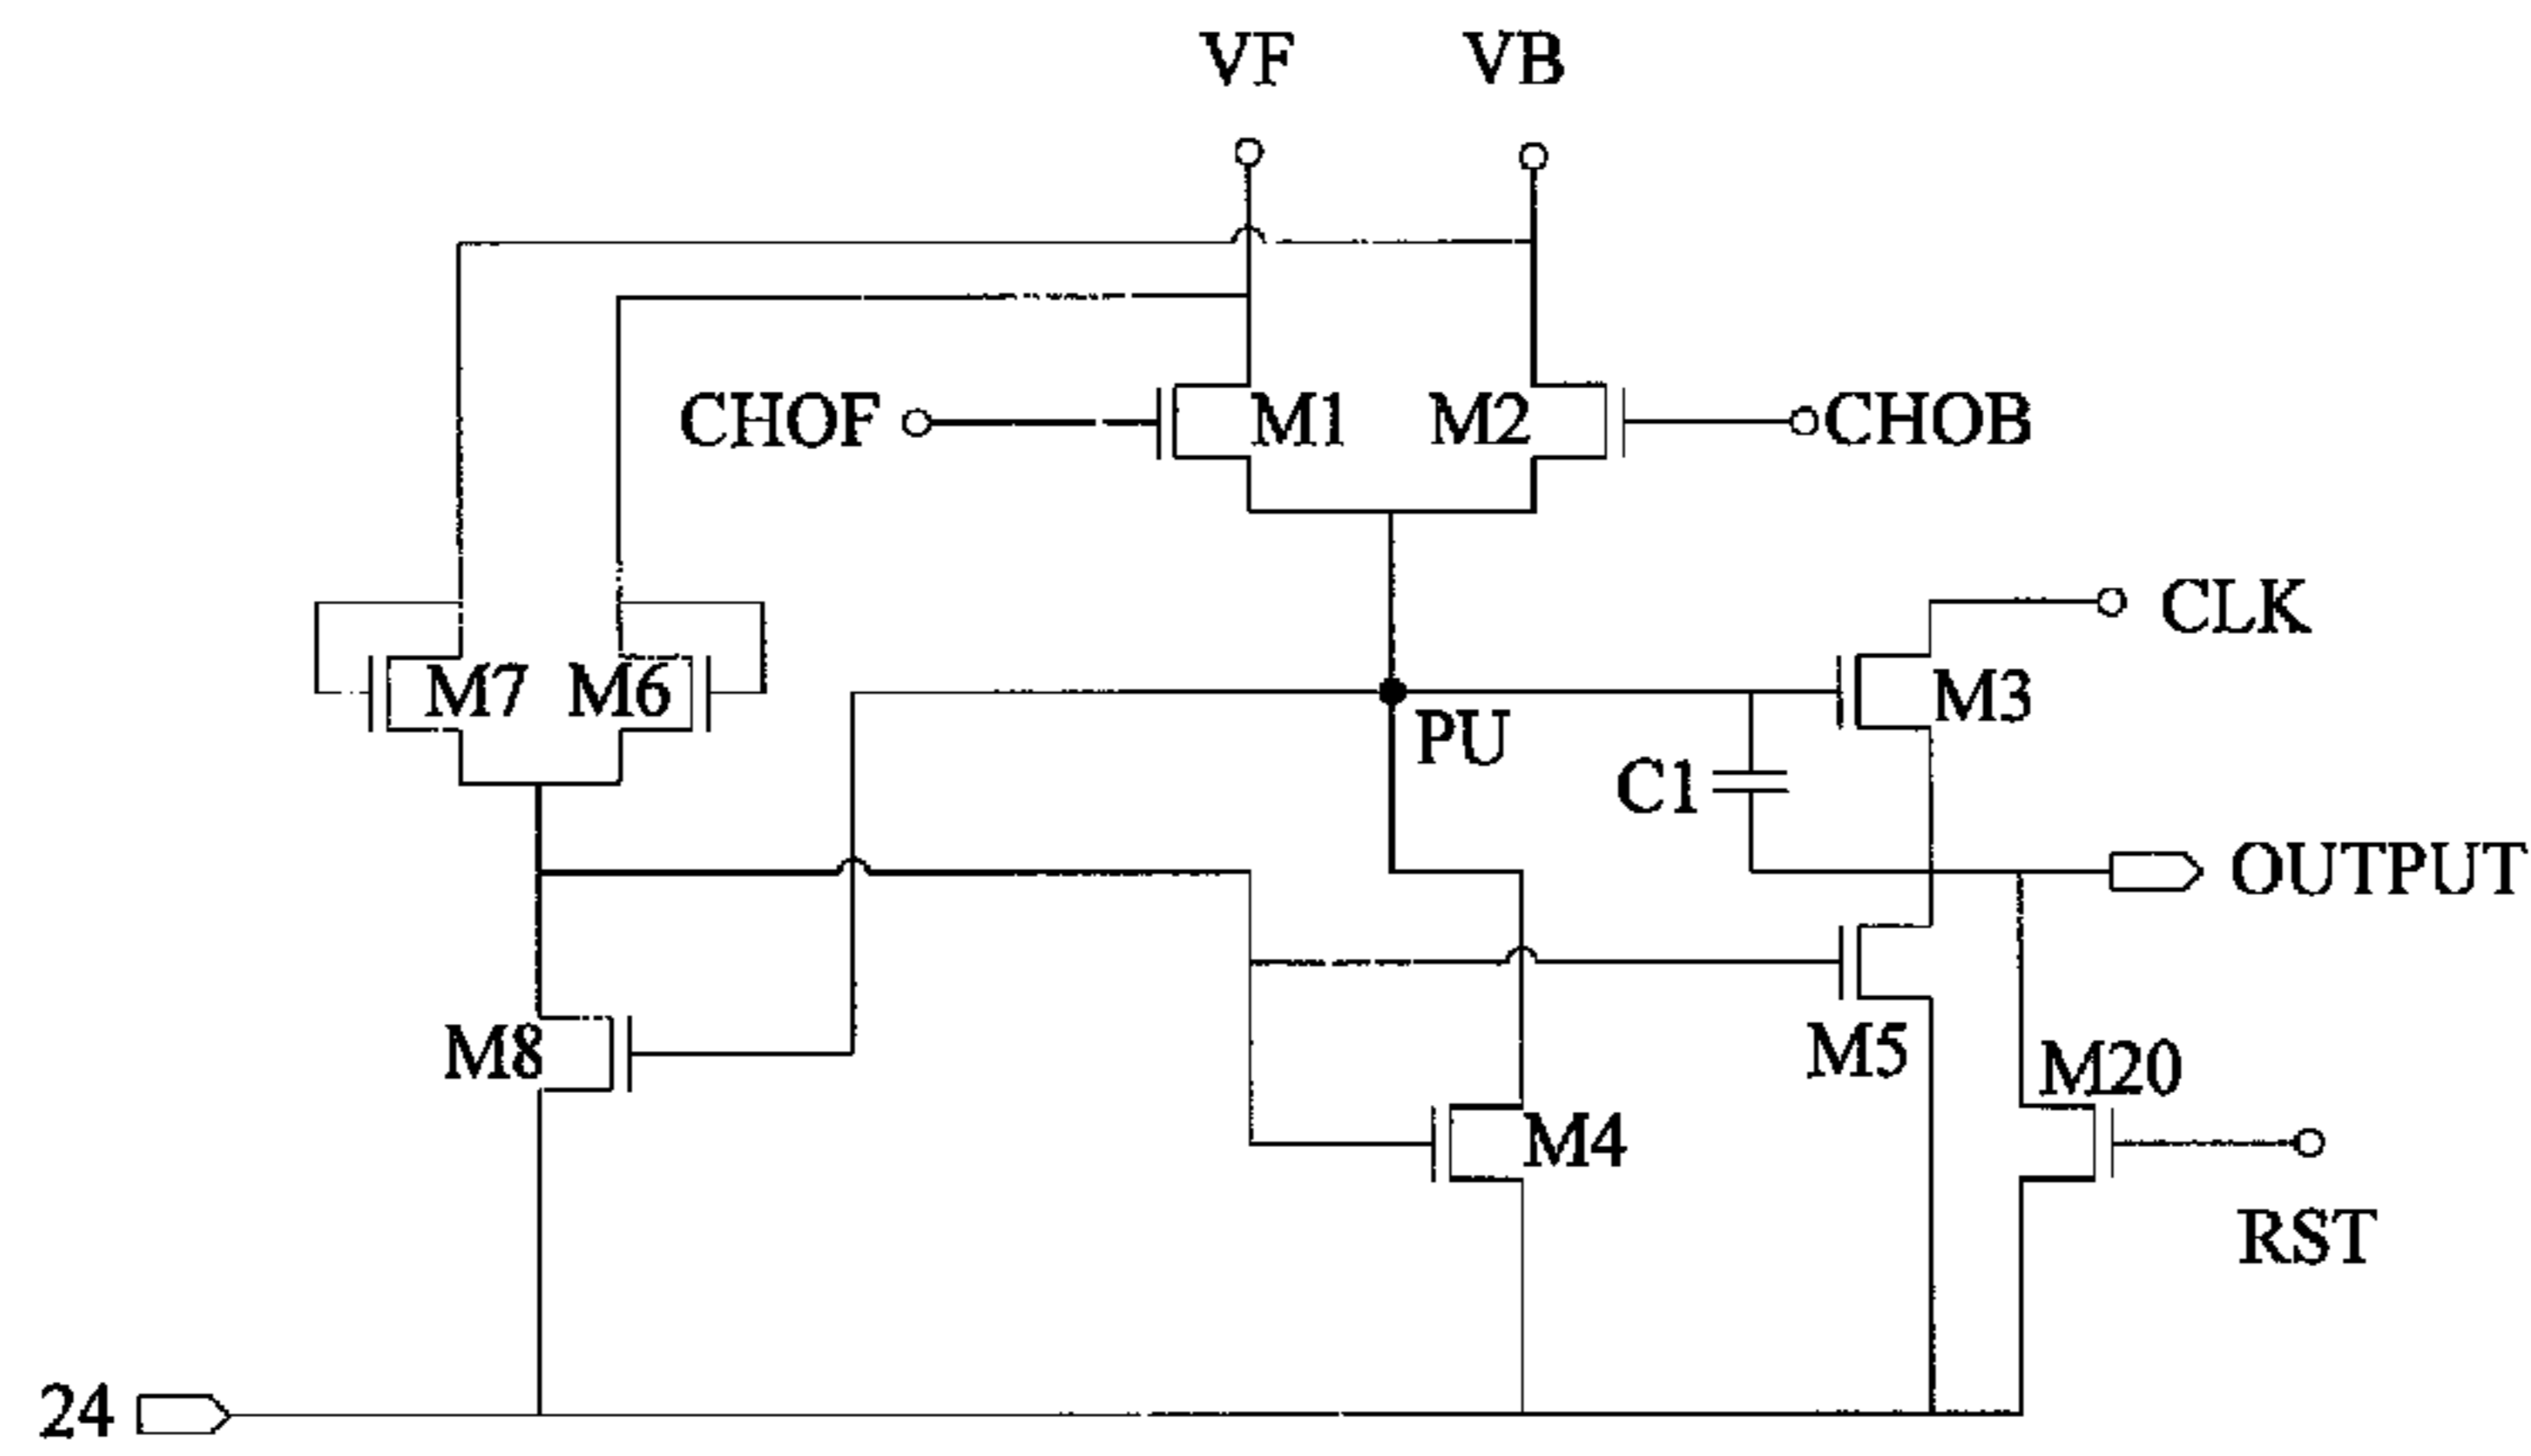 VF VB
CHOF M1 M2 CHOB
CLK
M7 M6 M3
PU
C1
OUTPUT
M8 M5 M20
M4
RST
24